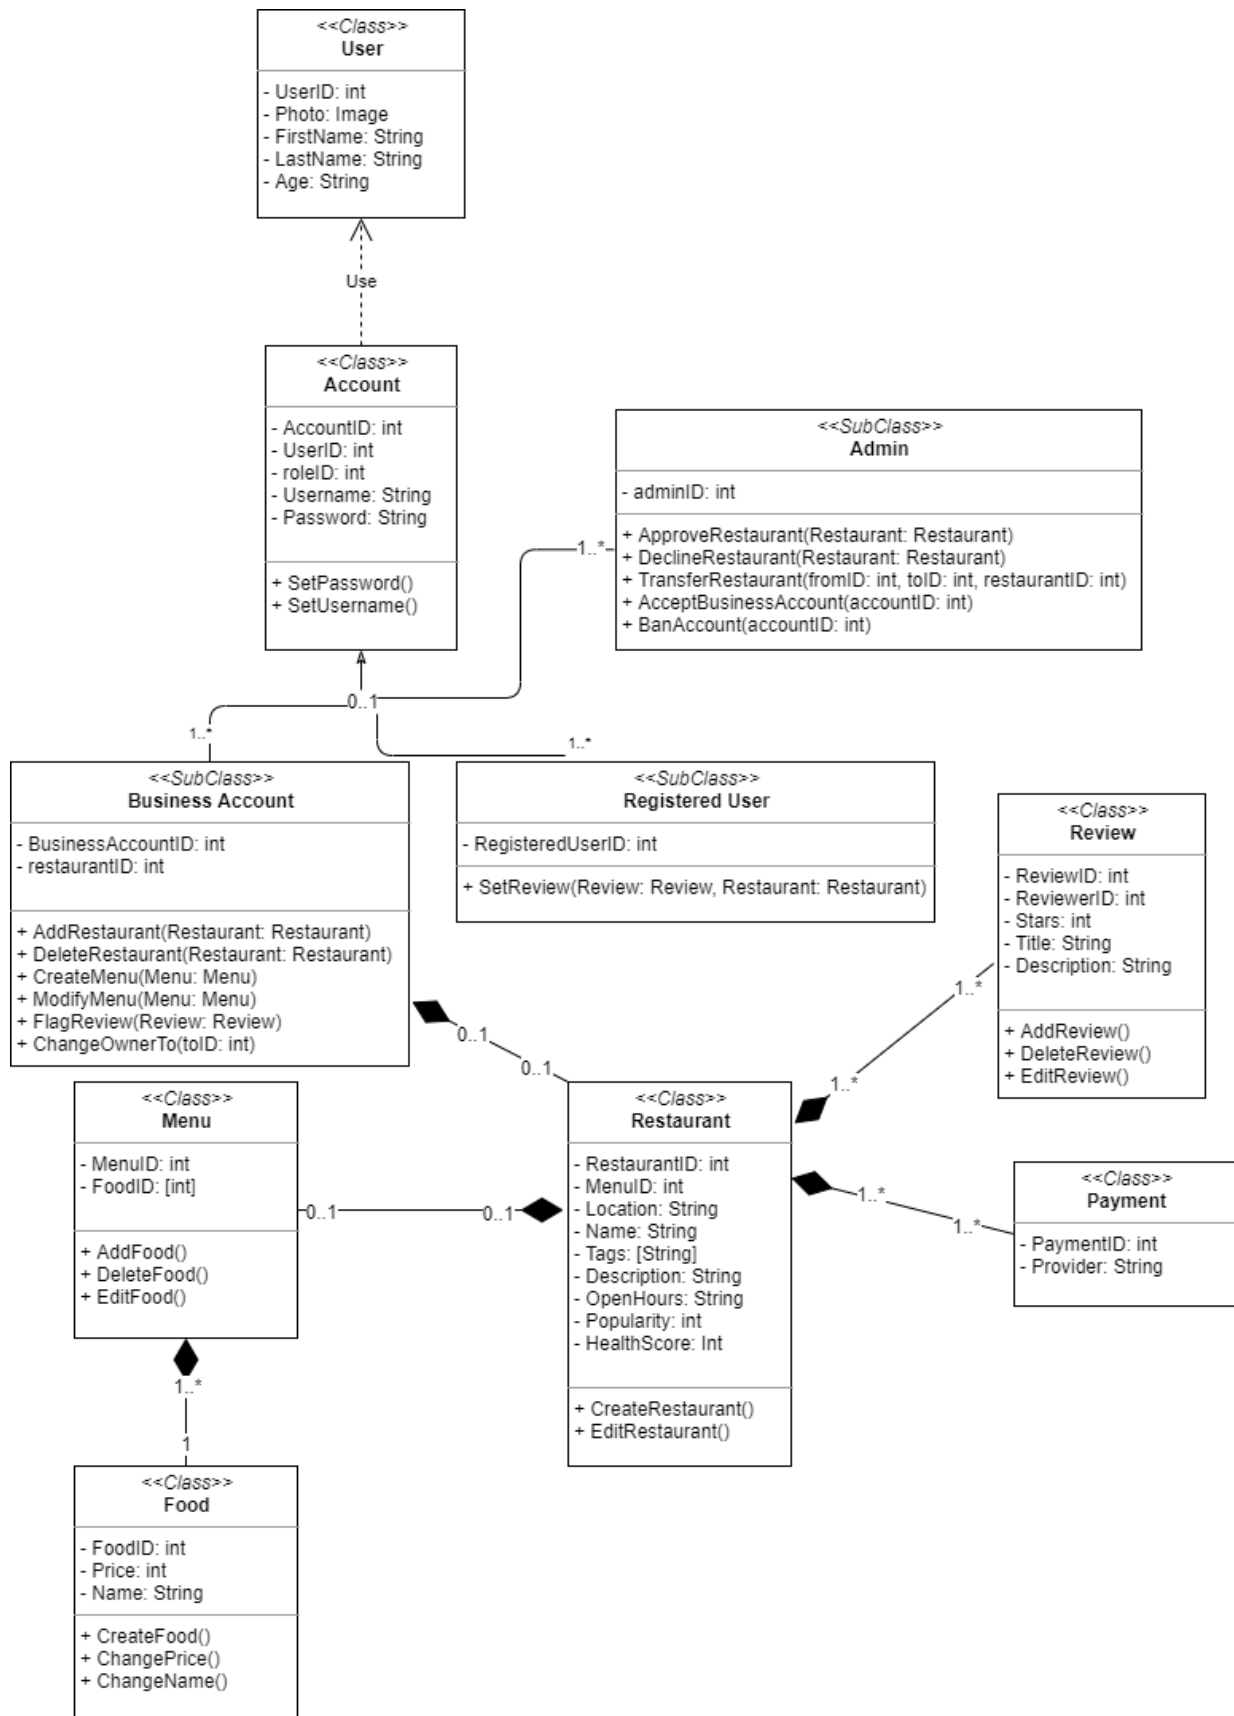 <<Class>>
User
- UserID: int
- Photo: Image
- FirstName: String
- LastName: String
- Age: String
Use
<<Class>>
Account
- AccountID: int
- UserID: int
- roleID: int
- Username: String
- Password: String
+ SetPassword()
+ SetUsername()
<<SubClass>>
Admin
- adminID: int
+ ApproveRestaurant(Restaurant: Restaurant)
+ DeclineRestaurant(Restaurant: Restaurant)
+ TransferRestaurant(fromID: int, toID: int, restaurantID: int)
+ AcceptBusinessAccount(accountID: int)
+ BanAccount(accountID: int)
1..*
0..1
1..*
1..*
<<SubClass>>
Business Account
- BusinessAccountID: int
- restaurantID: int
+ AddRestaurant(Restaurant: Restaurant)
+ DeleteRestaurant(Restaurant: Restaurant)
+ CreateMenu(Menu: Menu)
+ ModifyMenu(Menu: Menu)
+ FlagReview(Review: Review)
+ ChangeOwnerTo(toID: int)
<<SubClass>>
Registered User
- RegisteredUserID: int
+ SetReview(Review: Review, Restaurant: Restaurant)
<<Class>>
Review
- ReviewID: int
- ReviewerID: int
- Stars: int
- Title: String
- Description: String
+ AddReview()
+ DeleteReview()
+ EditReview()
1..*
1..*
0..1
0..1
<<Class>>
Menu
- MenuID: int
- FoodID: [int]
+ AddFood()
+ DeleteFood()
+ EditFood()
0..1
0..1
<<Class>>
Restaurant
- RestaurantID: int
- MenuID: int
- Location: String
- Name: String
- Tags: [String]
- Description: String
- OpenHours: String
- Popularity: int
- HealthScore: Int
+ CreateRestaurant()
+ EditRestaurant()
1..*
1..*
<<Class>>
Payment
- PaymentID: int
- Provider: String
1..*
1
<<Class>>
Food
- FoodID: int
- Price: int
- Name: String
+ CreateFood()
+ ChangePrice()
+ ChangeName()